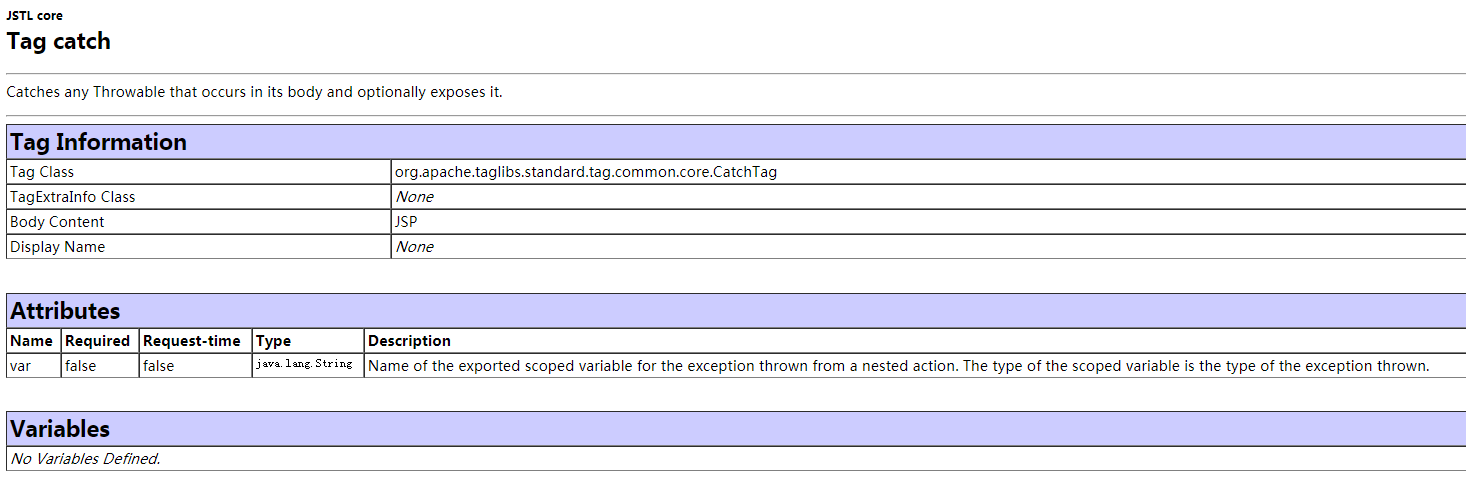 JSTL core
Tag catch
Catches any Throwable that occurs in its body and optionally exposes it.
Tag Information
Tag Class org.apache.taglibs.standard.tag.common.core.CatchTag
TagExtraInfo Class None
Body Content JSP
Display Name None
Attributes
Name Required Request-time Type Description
var false false java.lang.String Name of the exported scoped variable for the exception thrown from a nested action. The type of the scoped variable is the type of the exception thrown.
Variables
No Variables Defined.